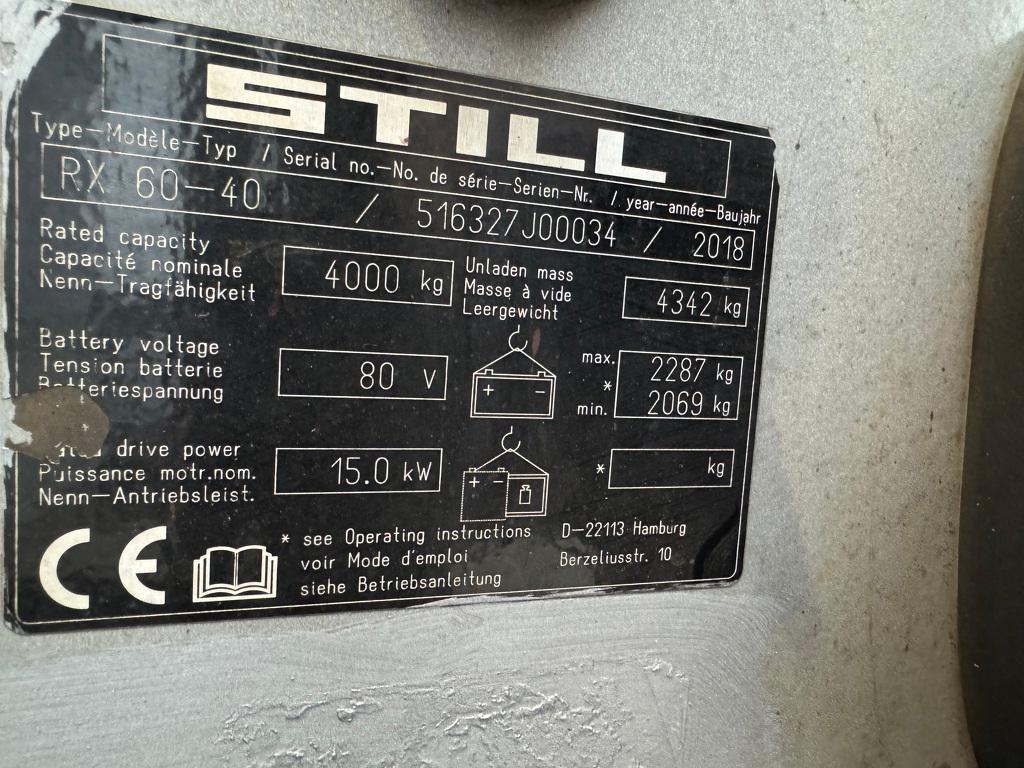 STILL
Type–Modèle–Typ / Serial no.–No. de série–Serien–Nr. / year–année–Baujahr
RX 60–40 / 516327J00034 / 2018
Rated capacity
Capacité nominale
Nenn–Tragfähigkeit
4000 kg
Unladen mass
Masse à vide
Leergewicht
4342 kg
Battery voltage
Tension batterie
Batteriespannung
80 V
+ –
max.
*
min.
2287 kg
2069 kg
drive power
Puissance motr.nom.
Nenn–Antriebsleist.
15.0 kW
+ –
* kg
CE
* see Operating instructions
voir Mode d'emploi
siehe Betriebsanleitung
D–22113 Hamburg
Berzeliusstr. 10